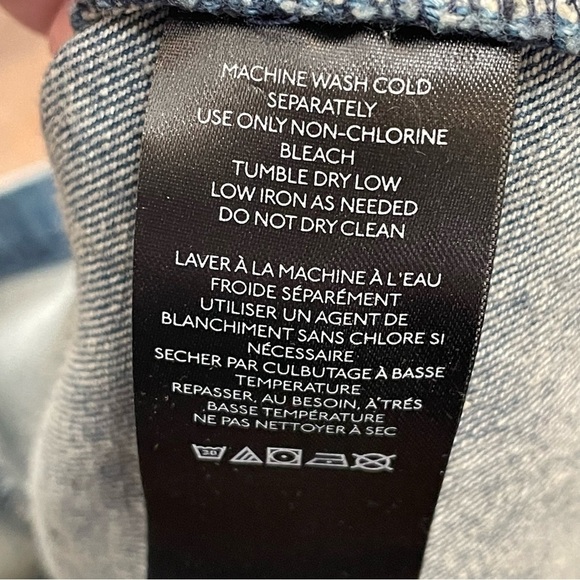 MACHINE WASH COLD
SEPARATELY
USE ONLY NON-CHLORINE
BLEACH
TUMBLE DRY LOW
LOW IRON AS NEEDED
DO NOT DRY CLEAN
LAVER À LA MACHINE À L'EAU
FROIDE SÉPARÉMENT
UTILISER UN AGENT DE
BLANCHIMENT SANS CHLORE SI
NÉCESSAIRE
SECHER PAR CULBUTAGE À BASSE
TEMPERATURE
REPASSER, AU BESOIN, À TRÉS
BASSE TEMPÉRATURE
NE PAS NETTOYER À SEC
30